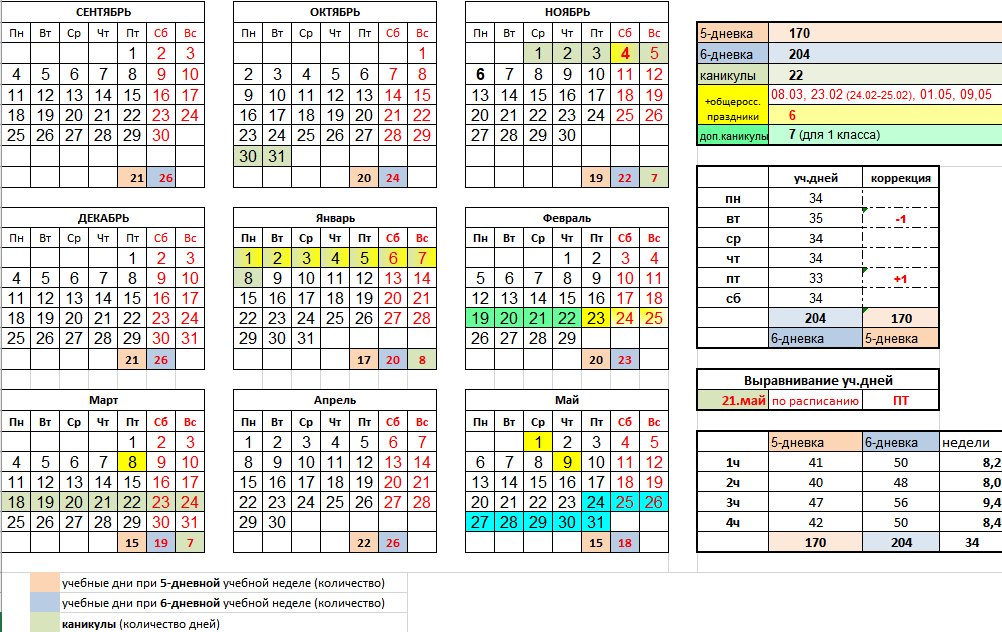 СЕНТЯБРЬ
Пн Вт Ср Чт Пт Сб Вс
1 2 3
4 5 6 7 8 9 10
11 12 13 14 15 16 17
18 19 20 21 22 23 24
25 26 27 28 29 30
21 26
ОКТЯБРЬ
Пн Вт Ср Чт Пт Сб Вс
1
2 3 4 5 6 7 8
9 10 11 12 13 14 15
16 17 18 19 20 21 22
23 24 25 26 27 28 29
30 31
20 24
НОЯБРЬ
Пн Вт Ср Чт Пт Сб Вс
1 2 3 4 5
6 7 8 9 10 11 12
13 14 15 16 17 18 19
20 21 22 23 24 25 26
27 28 29 30
19 22 7
5-дневка 170
6-дневка 204
каникулы 22
+общеросс. праздники 08.03, 23.02 (24.02-25.02), 01.05, 09,05
6
доп.каникулы 7 (для 1 класса)
ДЕКАБРЬ
Пн Вт Ср Чт Пт Сб Вс
1 2 3
4 5 6 7 8 9 10
11 12 13 14 15 16 17
18 19 20 21 22 23 24
25 26 27 28 29 30 31
21 26
Январь
Пн Вт Ср Чт Пт Сб Вс
1 2 3 4 5 6 7
8 9 10 11 12 13 14
15 16 17 18 19 20 21
22 23 24 25 26 27 28
29 30 31
17 20 8
Февраль
Пн Вт Ср Чт Пт Сб Вс
1 2 3 4
5 6 7 8 9 10 11
12 13 14 15 16 17 18
19 20 21 22 23 24 25
26 27 28 29
20 23
уч.дней коррекция
пн 34
вт 35 -1
ср 34
чт 34
пт 33 +1
сб 34
204 170
6-дневка 5-дневка
Март
Пн Вт Ср Чт Пт Сб Вс
1 2 3
4 5 6 7 8 9 10
11 12 13 14 15 16 17
18 19 20 21 22 23 24
25 26 27 28 29 30 31
15 19 7
Апрель
Пн Вт Ср Чт Пт Сб Вс
1 2 3 4 5 6 7
8 9 10 11 12 13 14
15 16 17 18 19 20 21
22 23 24 25 26 27 28
29 30
22 26
Май
Пн Вт Ср Чт Пт Сб Вс
1 2 3 4 5
6 7 8 9 10 11 12
13 14 15 16 17 18 19
20 21 22 23 24 25 26
27 28 29 30 31
15 18
Выравнивание уч.дней
21.май по расписанию ПТ
5-дневка 6-дневка недели
1ч 41 50 8,2
2ч 40 48 8,0
3ч 47 56 9,4
4ч 42 50 8,4
170 204 34
учебные дни при 5-дневной учебной неделе (количество)
учебные дни при 6-дневной учебной неделе (количество)
каникулы (количество дней)